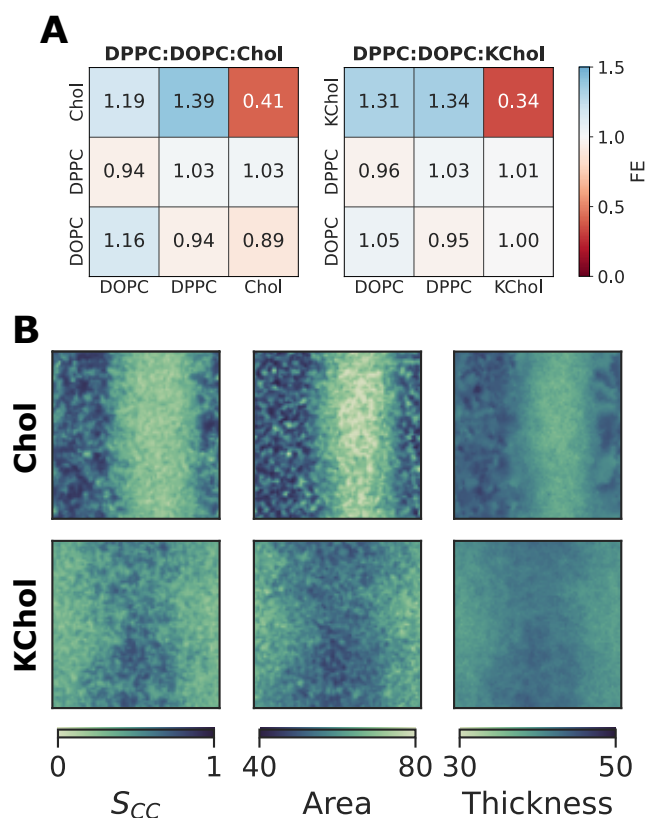 A
DPPC:DOPC:Chol
DPPC:DOPC:KChol
Chol
1.19 1.39 0.41
DPPC
0.94 1.03 1.03
DOPC
1.16 0.94 0.89
DOPC DPPC Chol
KChol
1.31 1.34 0.34
DPPC
0.96 1.03 1.01
DOPC
1.05 0.95 1.00
DOPC DPPC KChol
1.5
1.0
0.5
0.0
FE
B
Chol
KChol
0 1
S_CC
40 80
Area
30 50
Thickness